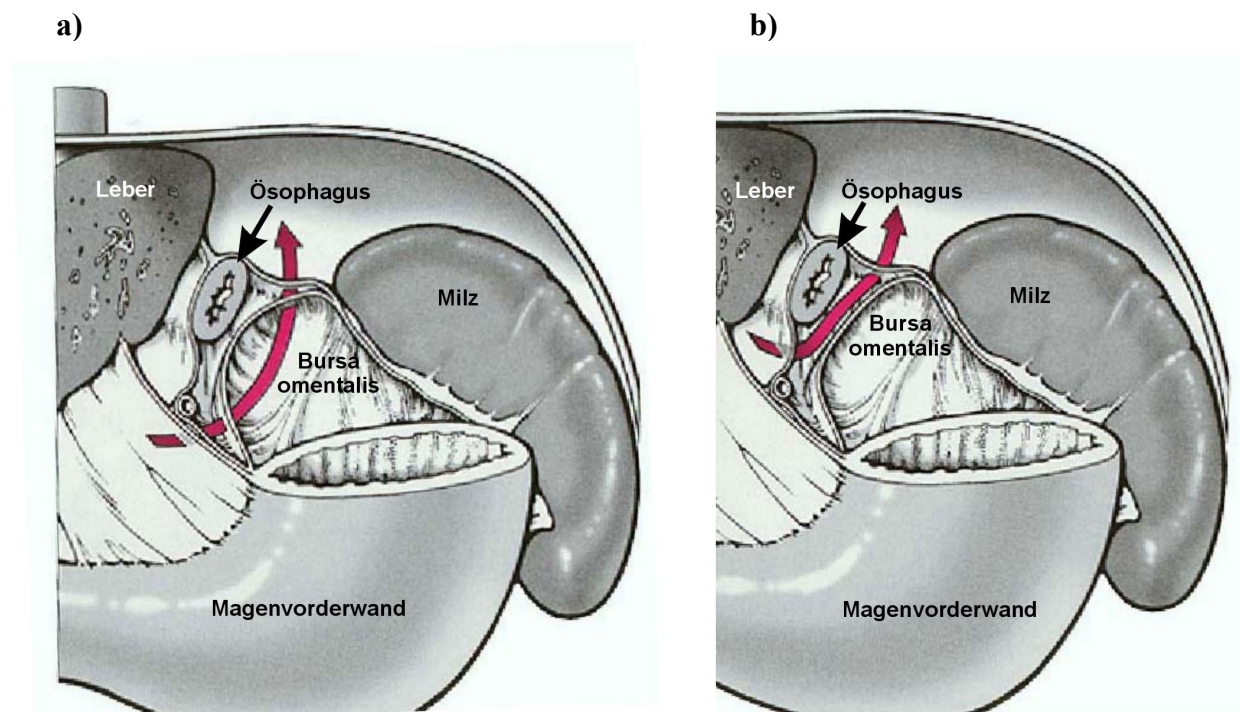 a)
Leber
Ösophagus
Milz
Bursa
omentalis
Magenvorderwand
b)
Leber
Ösophagus
Milz
Bursa
omentalis
Magenvorderwand